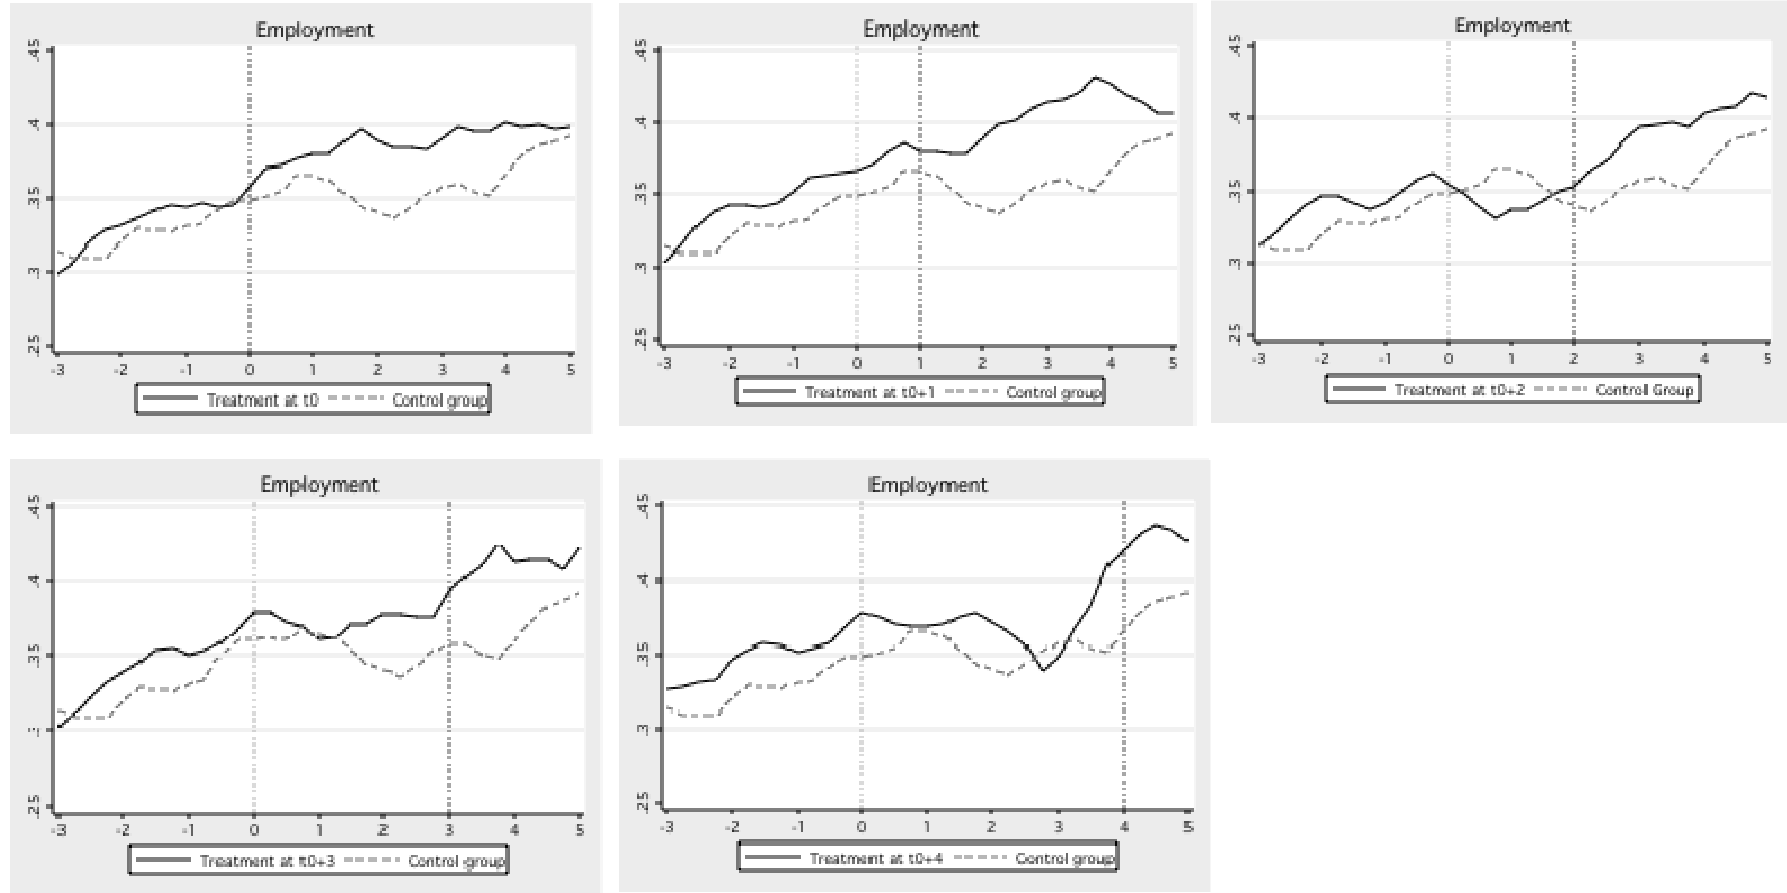 Employment
.45
.4
.35
.3
.25
-3 -2 -1 0 1 2 3 4 5
Treatment at t0 Control group
Employment
.45
.4
.35
.3
.25
-3 -2 -1 0 1 2 3 4 5
Treatment at t0+1 Control group
Employment
.45
.4
.35
.3
.25
-3 -2 -1 0 1 2 3 4 5
Treatment at t0+2 Control Group
Employment
.45
.4
.35
.3
.25
-3 -2 -1 0 1 2 3 4 5
Treatment at t0+3 Control group
Employment
.45
.4
.35
.3
.25
-3 -2 -1 0 1 2 3 4 5
Treatment at t0+4 Control group